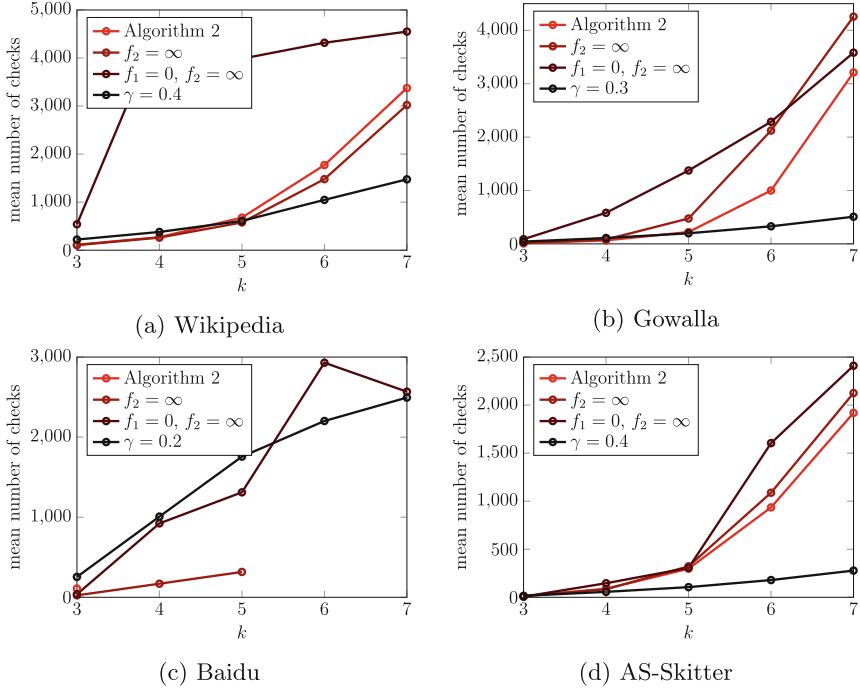 5,000
4,000
3,000
2,000
1,000
0
mean number of checks
Algorithm 2
f₂ = ∞
f₁ = 0, f₂ = ∞
γ = 0.4
3 4 5 6 7
k
(a) Wikipedia
4,000
3,000
2,000
1,000
0
mean number of checks
Algorithm 2
f₂ = ∞
f₁ = 0, f₂ = ∞
γ = 0.3
3 4 5 6 7
k
(b) Gowalla
3,000
2,000
1,000
0
mean number of checks
Algorithm 2
f₂ = ∞
f₁ = 0, f₂ = ∞
γ = 0.2
3 4 5 6 7
k
(c) Baidu
2,500
2,000
1,500
1,000
500
0
mean number of checks
Algorithm 2
f₂ = ∞
f₁ = 0, f₂ = ∞
γ = 0.4
3 4 5 6 7
k
(d) AS-Skitter